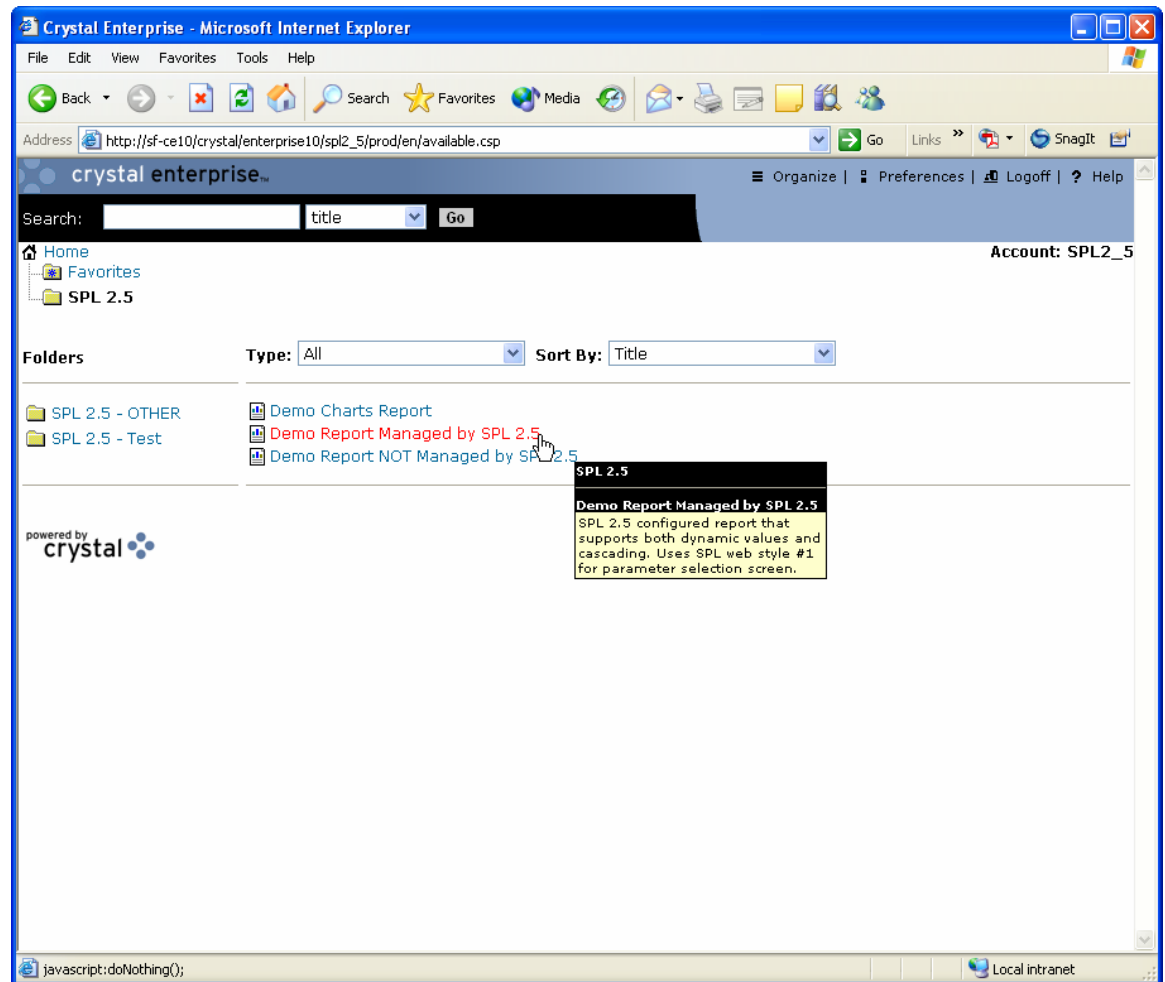 Crystal Enterprise - Microsoft Internet Explorer
File Edit View Favorites Tools Help
Back Search Favorites Media
Address http://sf-ce10/crystal/enterprise10/spl2_5/prod/en/available.csp Go Links » SnagIt
crystal enterprise™ Organize | Preferences | Logoff | ? Help
Search: title Go
Home Account: SPL2_5
Favorites
SPL 2.5
Folders Type: All Sort By: Title
SPL 2.5 - OTHER Demo Charts Report
SPL 2.5 - Test Demo Report Managed by SPL 2.5
Demo Report NOT Managed by SPL 2.5
SPL 2.5
Demo Report Managed by SPL 2.5
SPL 2.5 configured report that
supports both dynamic values and
cascading. Uses SPL web style #1
for parameter selection screen.
powered by
crystal
javascript:doNothing(); Local intranet